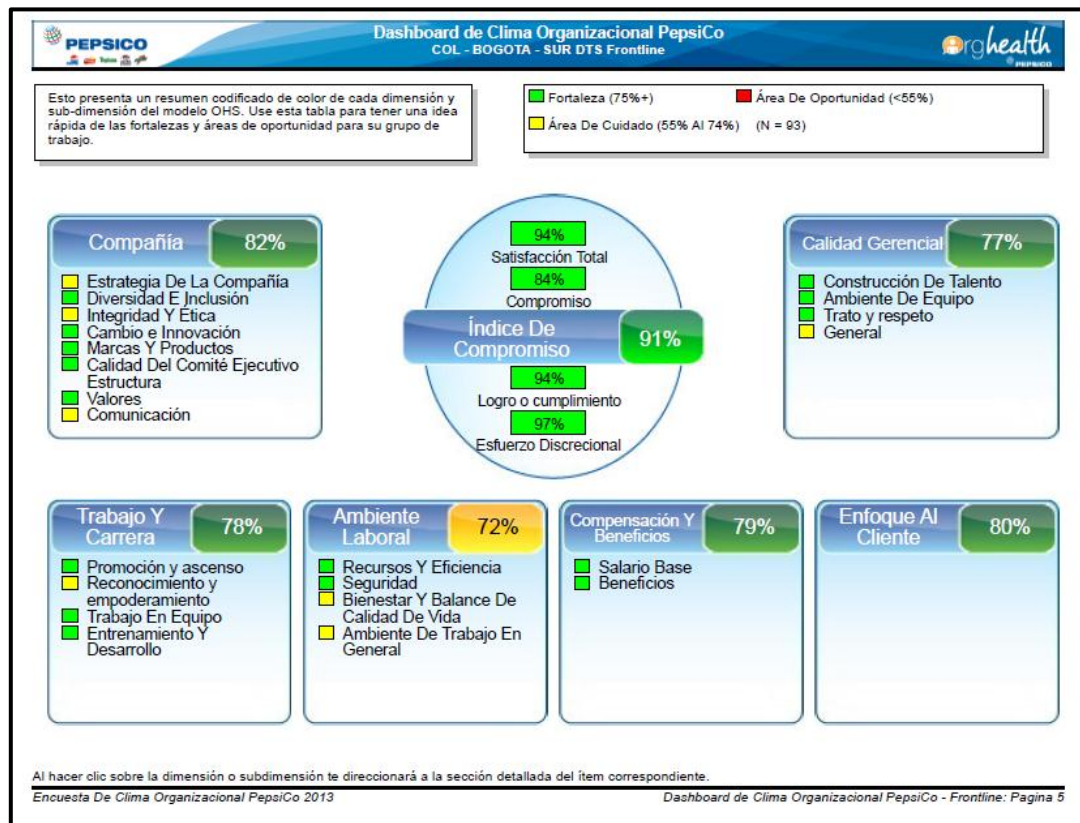 PEPSICO
Dashboard de Clima Organizacional PepsiCo
COL - BOGOTA - SUR DTS Frontline
Orghealth
PEPSICO
Esto presenta un resumen codificado de color de cada dimensión y
sub-dimensión del modelo OHS. Use esta tabla para tener una idea
rápida de las fortalezas y áreas de oportunidad para su grupo de
trabajo.
Fortaleza (75%+) Área De Oportunidad (<55%)
Área De Cuidado (55% Al 74%) (N = 93)
Compañía 82%
Estrategia De La Compañía
Diversidad E Inclusión
Integridad Y Ética
Cambio e Innovación
Marcas Y Productos
Calidad Del Comité Ejecutivo
Estructura
Valores
Comunicación
94%
Satisfacción Total
84%
Compromiso
Índice De
Compromiso
91%
94%
Logro o cumplimiento
97%
Esfuerzo Discrecional
Calidad Gerencial 77%
Construcción De Talento
Ambiente De Equipo
Trato y respeto
General
Trabajo Y
Carrera
78%
Promoción y ascenso
Reconocimiento y
empoderamiento
Trabajo En Equipo
Entrenamiento Y
Desarrollo
Ambiente
Laboral
72%
Recursos Y Eficiencia
Seguridad
Bienestar Y Balance De
Calidad De Vida
Ambiente De Trabajo En
General
Compensación Y
Beneficios
79%
Salario Base
Beneficios
Enfoque Al
Cliente
80%
Al hacer clic sobre la dimensión o subdimensión te direccionará a la sección detallada del ítem correspondiente.
Encuesta De Clima Organizacional PepsiCo 2013
Dashboard de Clima Organizacional PepsiCo - Frontline: Pagina 5